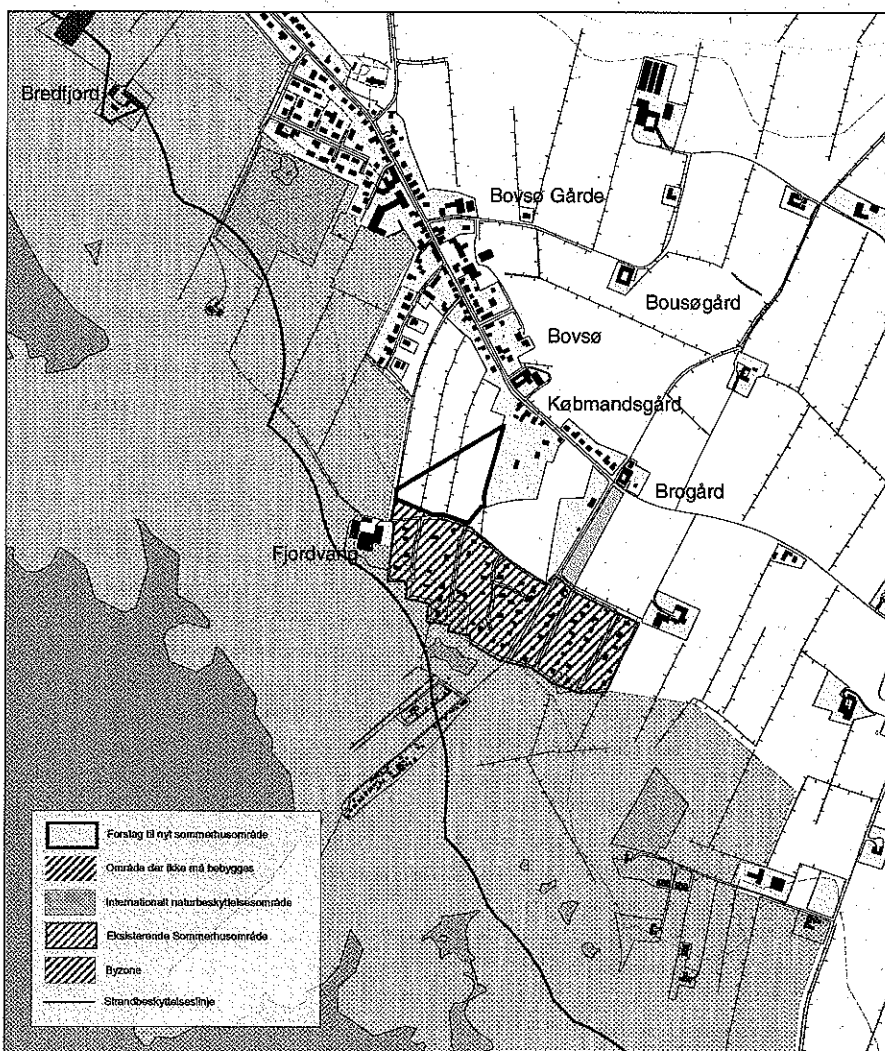 Bredfjord
Bovsø Gårde
Bousøgård
Bovsø
Købmandsgård
Brogård
Fjordvang
Forslag til nyt sommerhusområde
Område der ikke må bebygges
Internationalt naturbeskyttelsesområde
Eksisterende Sommerhusområde
Byzone
Strandbeskyttelseslinje